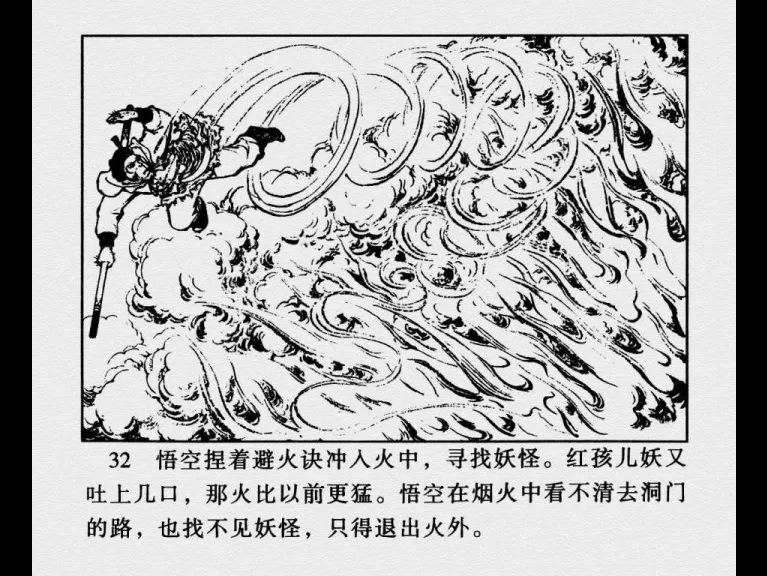 32 悟空捏着避火诀冲入火中，寻找妖怪。红孩儿妖又
吐上几口，那火比以前更猛。悟空在烟火中看不清去洞门
的路，也找不见妖怪，只得退出火外。